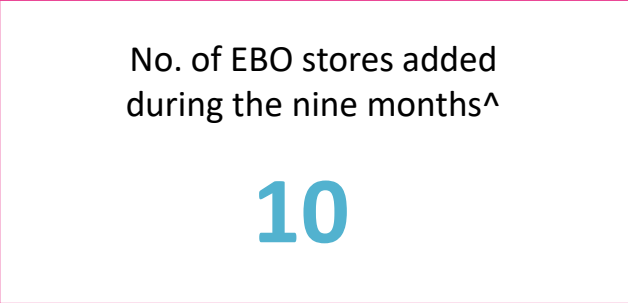 No. of EBO stores added
during the nine months^
10